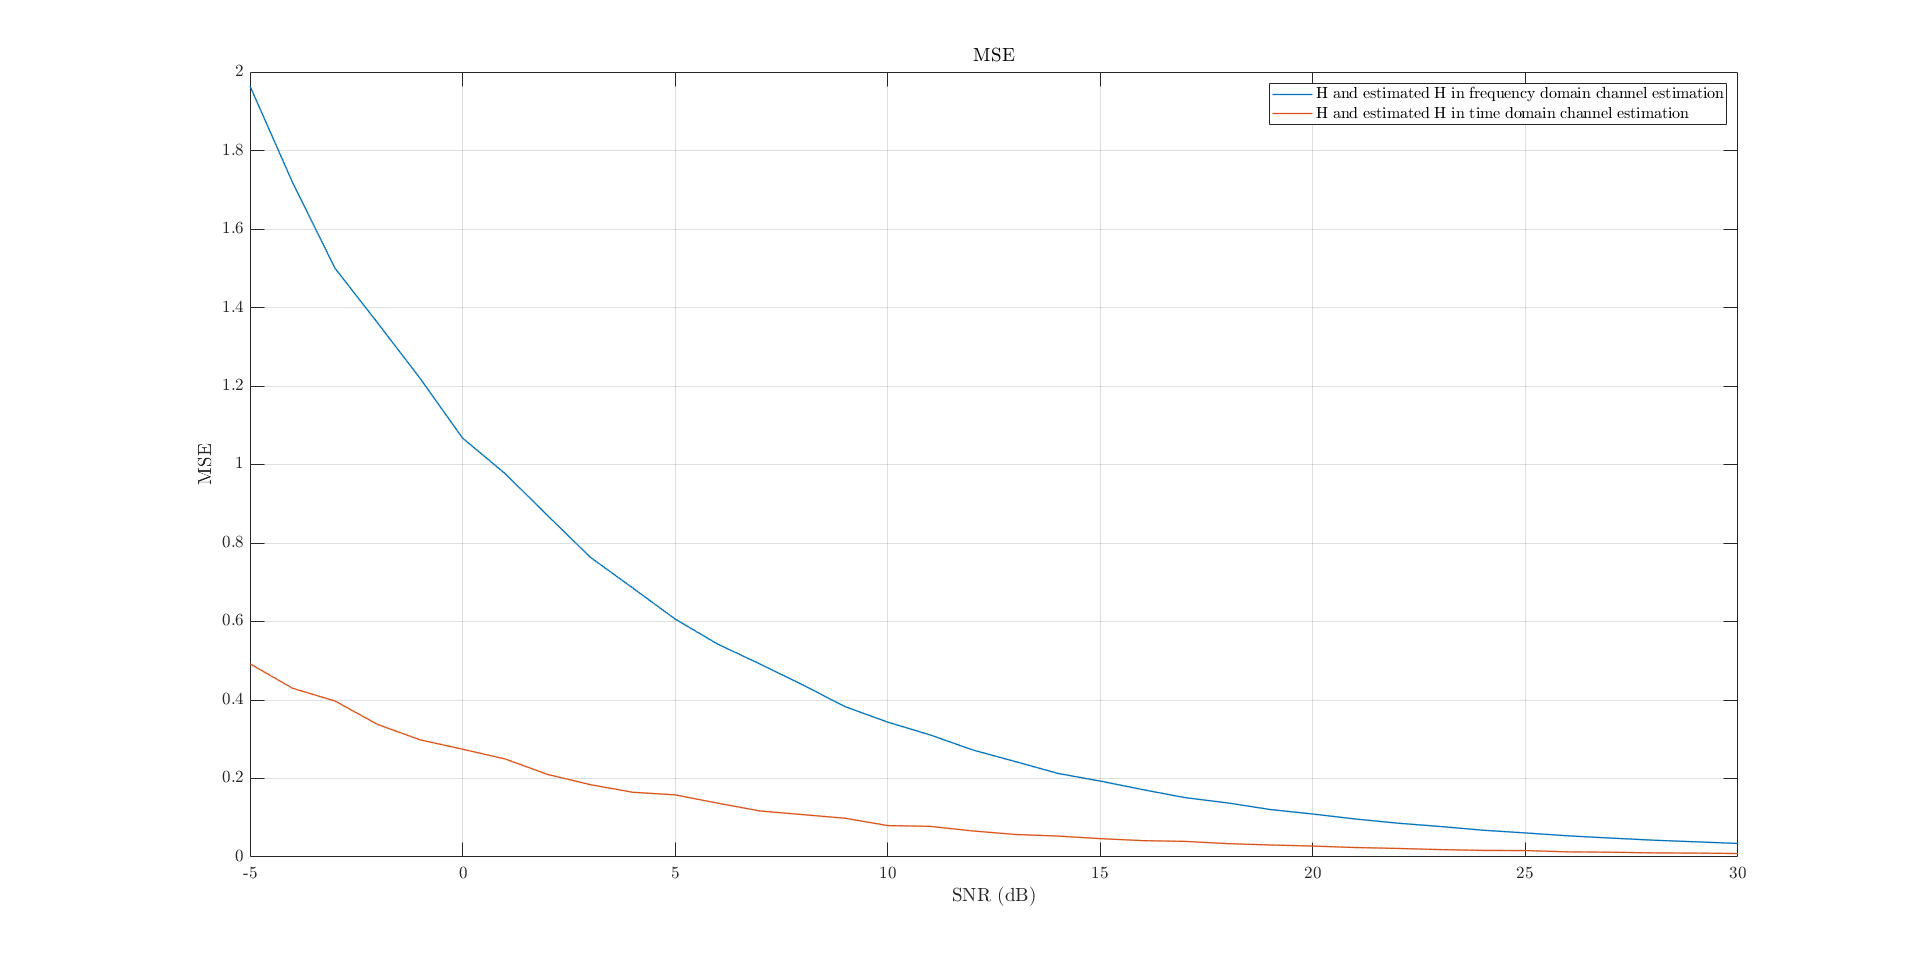 MSE
H and estimated H in frequency domain channel estimation
H and estimated H in time domain channel estimation
2
1.8
1.6
1.4
1.2
1
0.8
0.6
0.4
0.2
0
MSE
-5 0 5 10 15 20 25 30
SNR (dB)